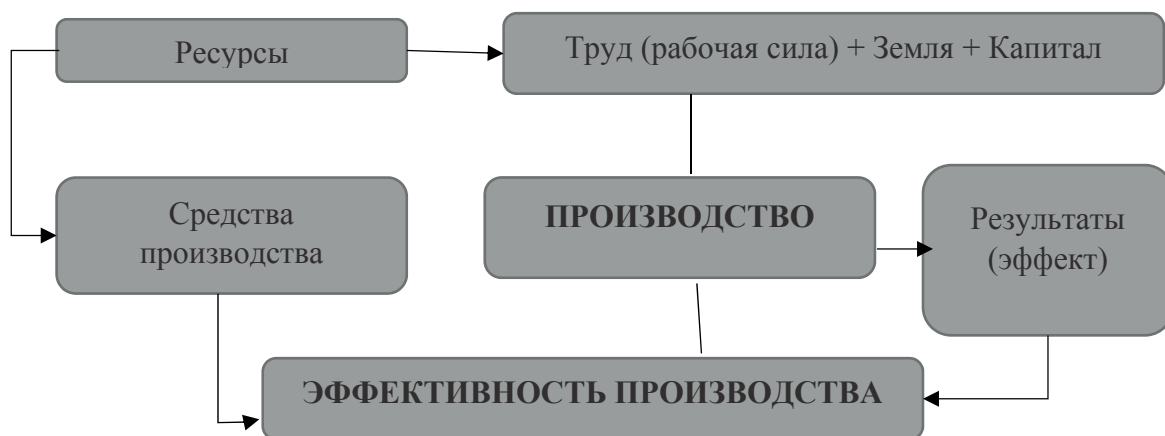 Ресурсы
Труд (рабочая сила) + Земля + Капитал
Средства
производства
ПРОИЗВОДСТВО
Результаты
(эффект)
ЭФФЕКТИВНОСТЬ ПРОИЗВОДСТВА